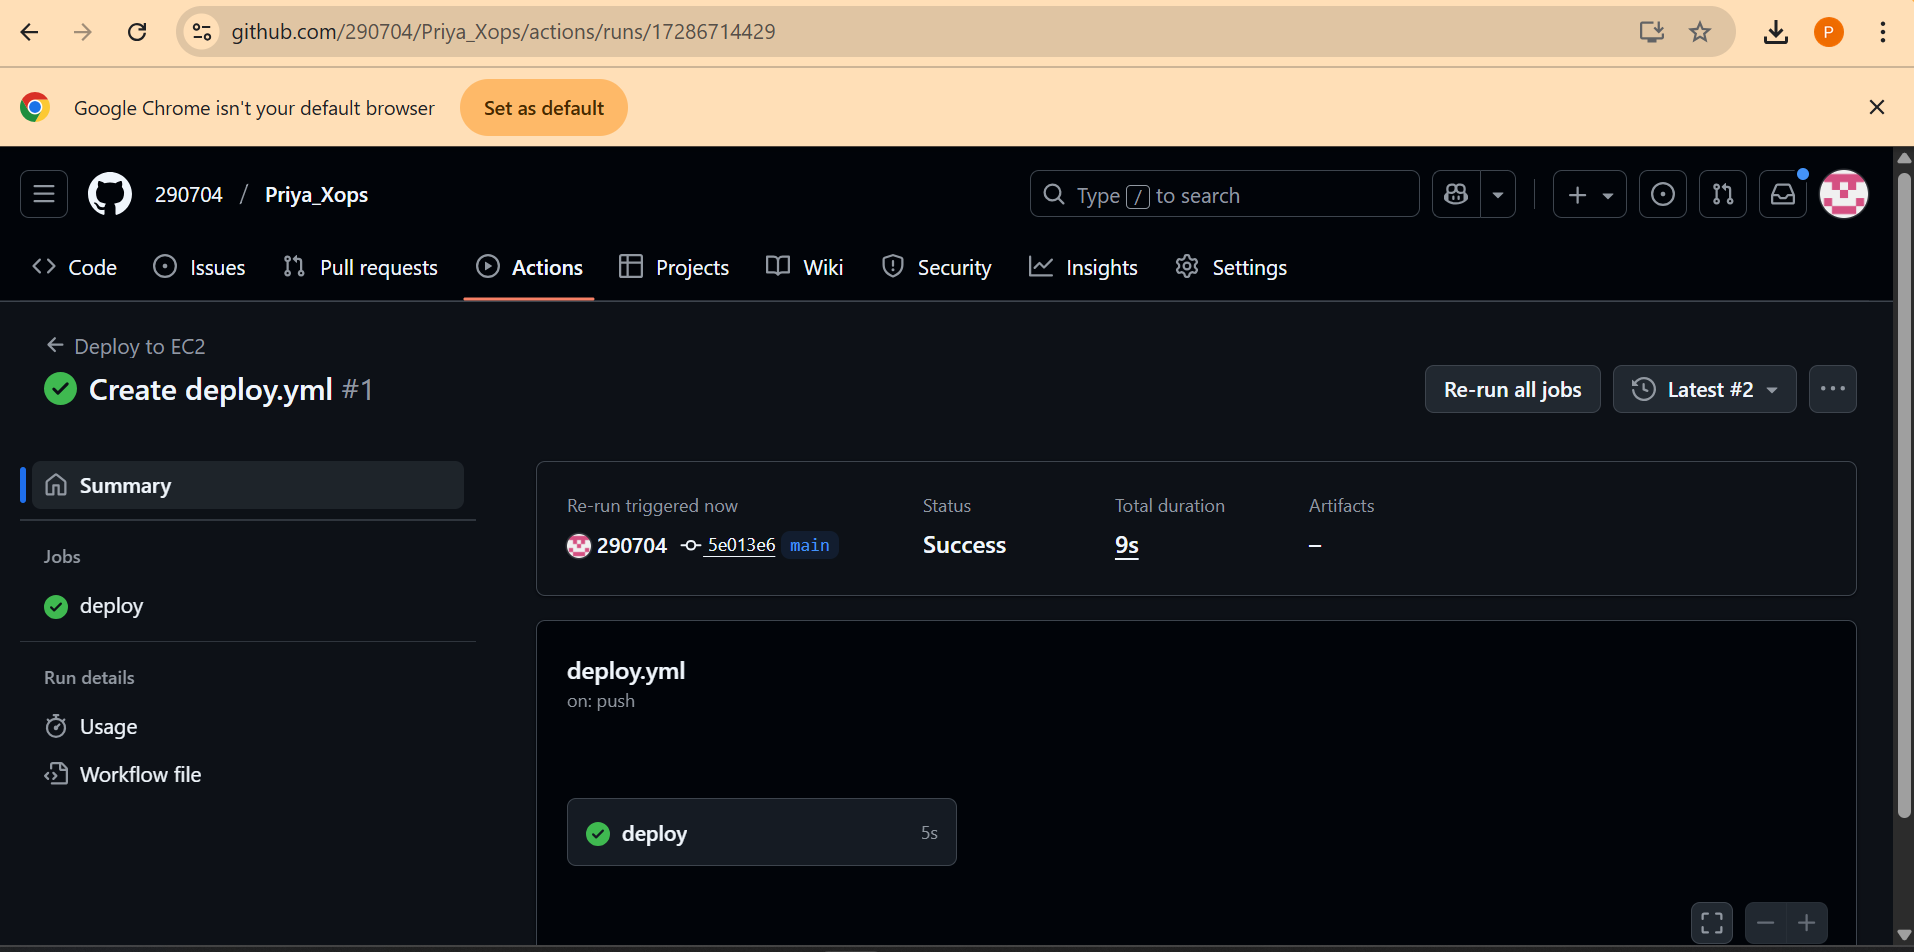 github.com/290704/Priya_Xops/actions/runs/17286714429
P
Google Chrome isn't your default browser
Set as default
290704 / Priya_Xops
Type / to search
Code
Issues
Pull requests
Actions
Projects
Wiki
Security
Insights
Settings
Deploy to EC2
Create deploy.yml #1
Re-run all jobs
Latest #2
Summary
Jobs
deploy
Run details
Usage
Workflow file
Re-run triggered now
290704 5e013e6 main
Status
Success
Total duration
9s
Artifacts
–
deploy.yml
on: push
deploy 5s